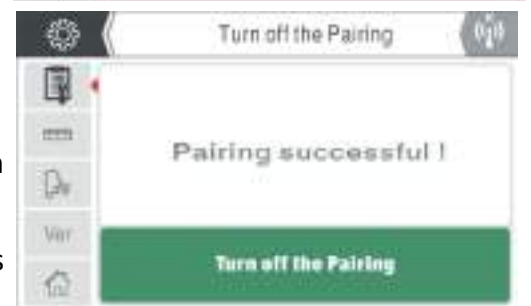 Turn off the Pairing
Pairing successful !
Ver
Turn off the Pairing